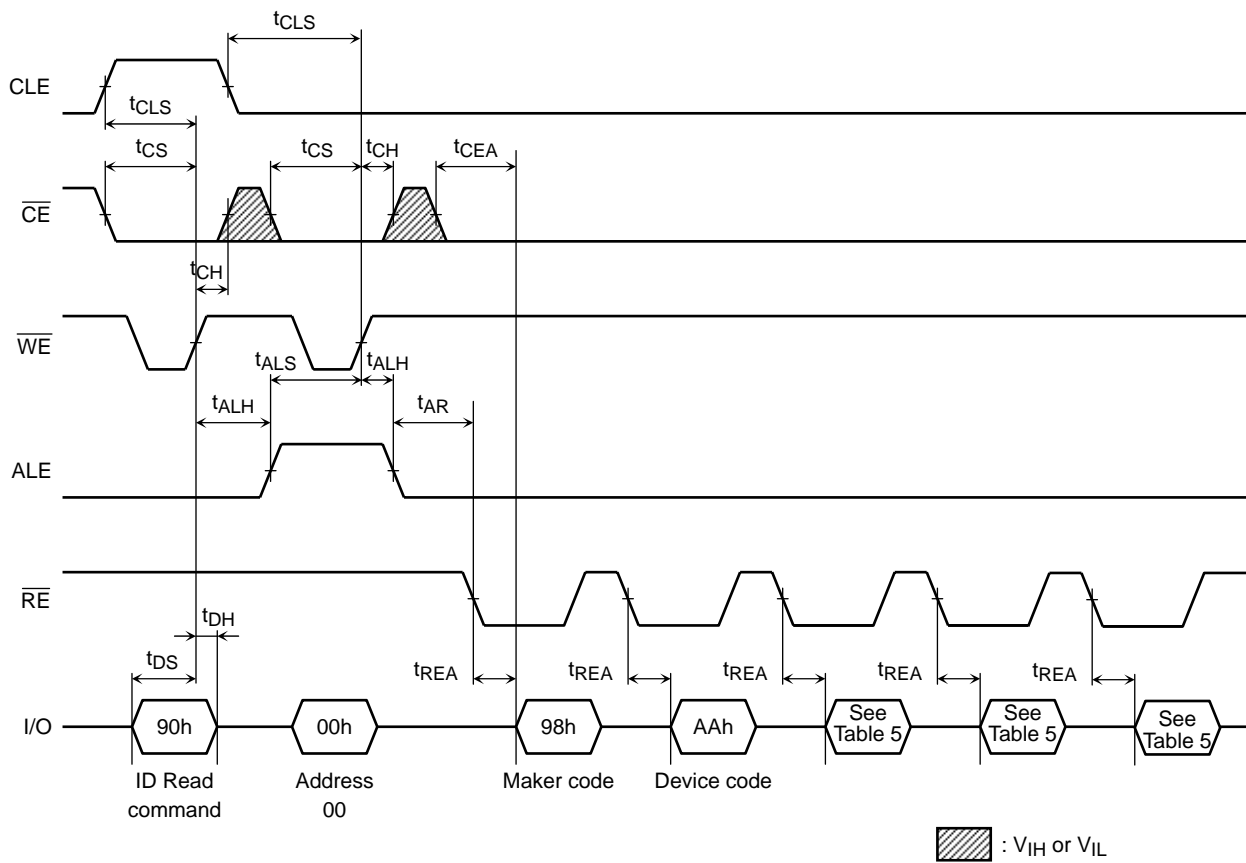 tCLS
CLE
tCLS
tCS
tCS
tCH
tCEA
CE
tCH
WE
tALS
tALH
tALH
tAR
ALE
RE
tDH
tDS
tREA
tREA
tREA
tREA
tREA
I/O
90h
00h
98h
AAh
See
Table 5
See
Table 5
See
Table 5
ID Read
command
Address
00
Maker code
Device code
: VIH or VIL